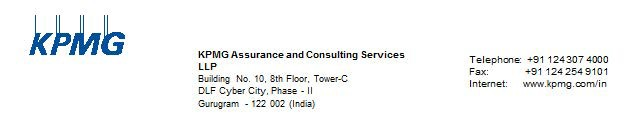 KPMG
KPMG Assurance and Consulting Services
LLP
Building No. 10, 8th Floor, Tower-C
DLF Cyber City, Phase - II
Gurugram - 122 002 (India)
Telephone: +91 124 307 4000
Fax: +91 124 254 9101
Internet: www.kpmg.com/in